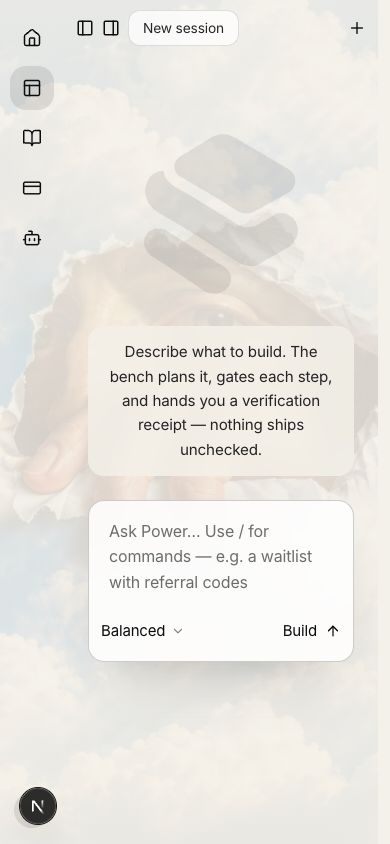 New session
Describe what to build. The
bench plans it, gates each step,
and hands you a verification
receipt — nothing ships
unchecked.
Ask Power... Use / for
commands — e.g. a waitlist
with referral codes
Balanced
Build
N